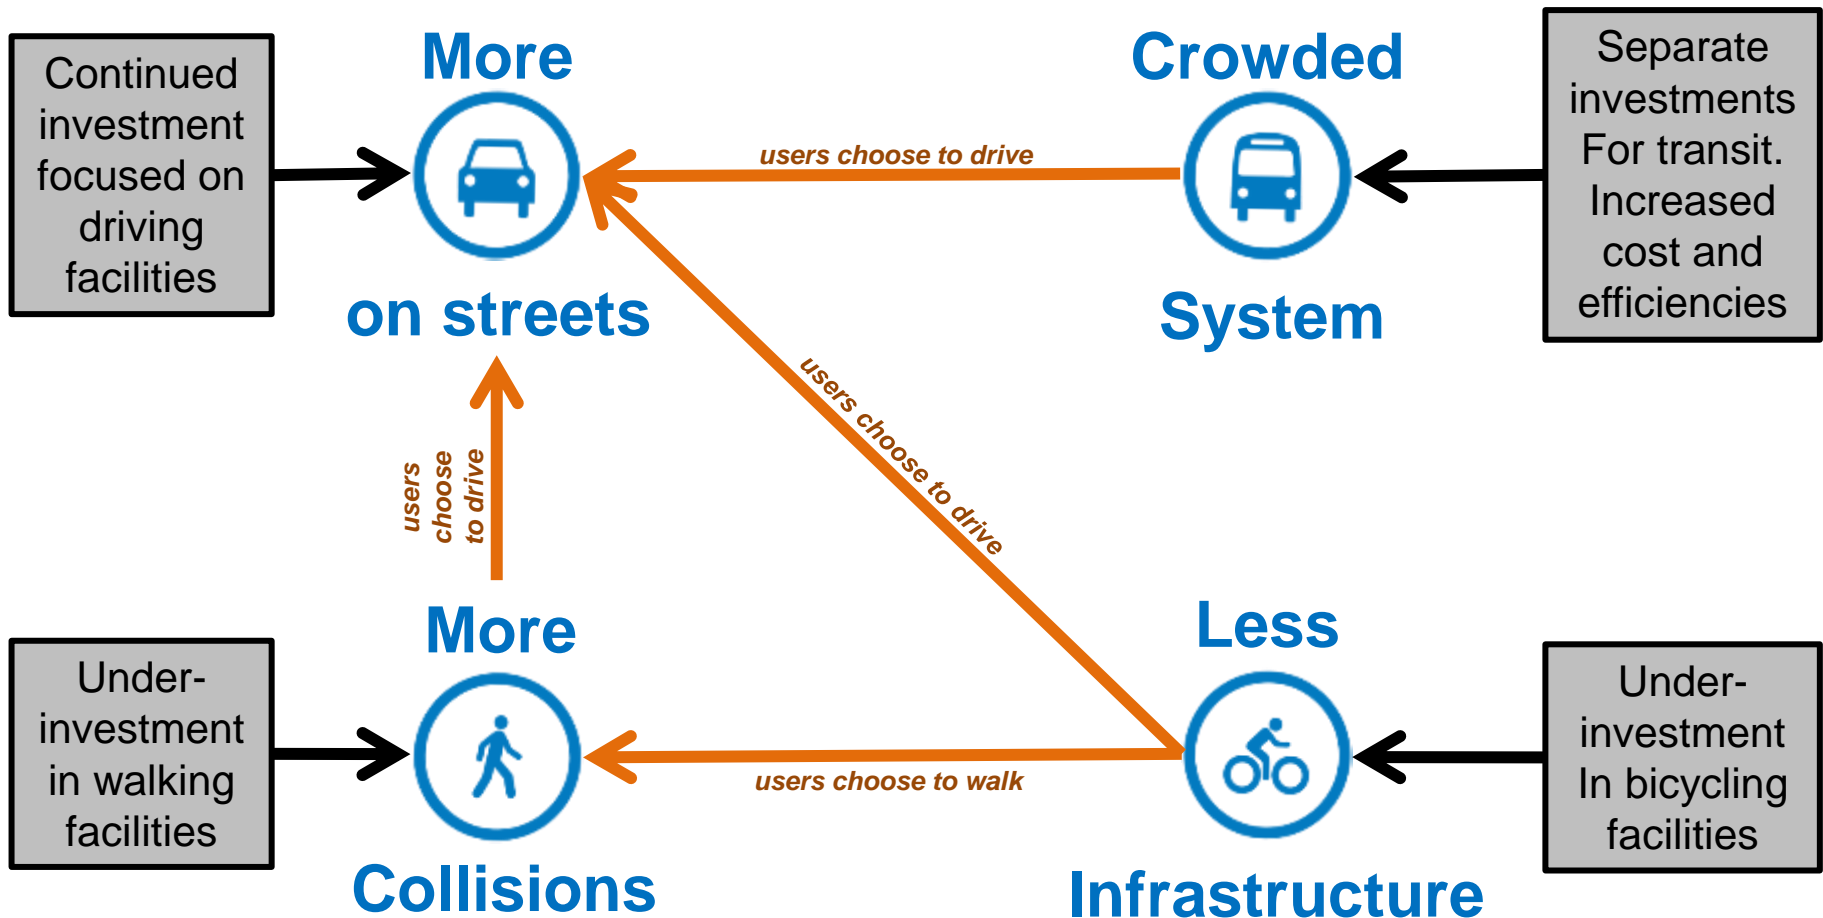 Continued
investment
focused on
driving
facilities
More
on streets
users choose to drive
Crowded
System
Separate
investments
For transit.
Increased
cost and
efficiencies
users
choose
to drive
users choose to drive
Under-
investment
in walking
facilities
More
Collisions
users choose to walk
Less
Infrastructure
Under-
investment
In bicycling
facilities